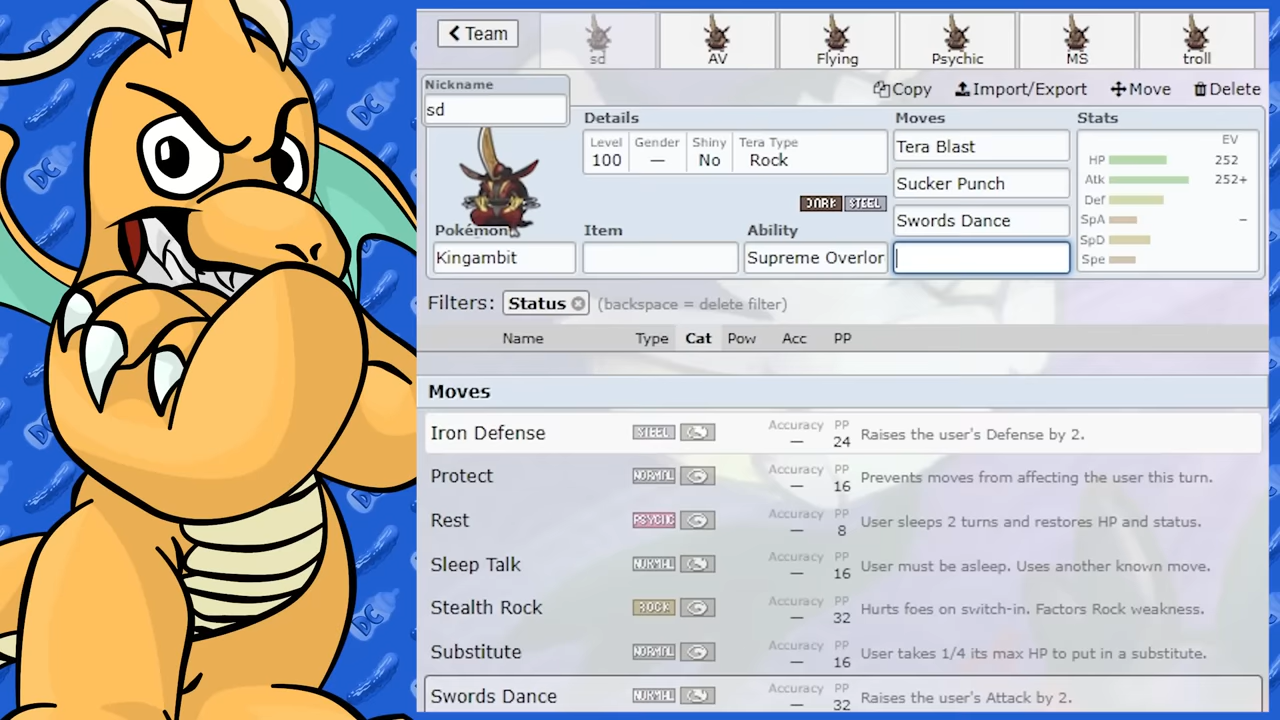 Team
sd
AV
Flying
Psychic
MS
troll
Copy
Import/Export
Move
Delete
Nickname
sd
Details
Level
100
Gender
—
Shiny
No
Tera Type
Rock
DARK STEEL
Pokémon
Kingambit
Item
Ability
Supreme Overlor
Moves
Tera Blast
Sucker Punch
Swords Dance
Stats
EV
HP 252
Atk 252+
Def
SpA –
SpD
Spe
Filters: Status (backspace = delete filter)
Name Type Cat Pow Acc PP
Moves
Iron Defense STEEL Accuracy — PP 24 Raises the user's Defense by 2.
Protect NORMAL Accuracy — PP 16 Prevents moves from affecting the user this turn.
Rest PSYCHC Accuracy — PP 8 User sleeps 2 turns and restores HP and status.
Sleep Talk NORMAL Accuracy — PP 16 User must be asleep. Uses another known move.
Stealth Rock ROCK Accuracy — PP 32 Hurts foes on switch-in. Factors Rock weakness.
Substitute NORMAL Accuracy — PP 16 User takes 1/4 its max HP to put in a substitute.
Swords Dance NORMAL Accuracy — PP 32 Raises the user's Attack by 2.
DC
DC
DC
DC
DC